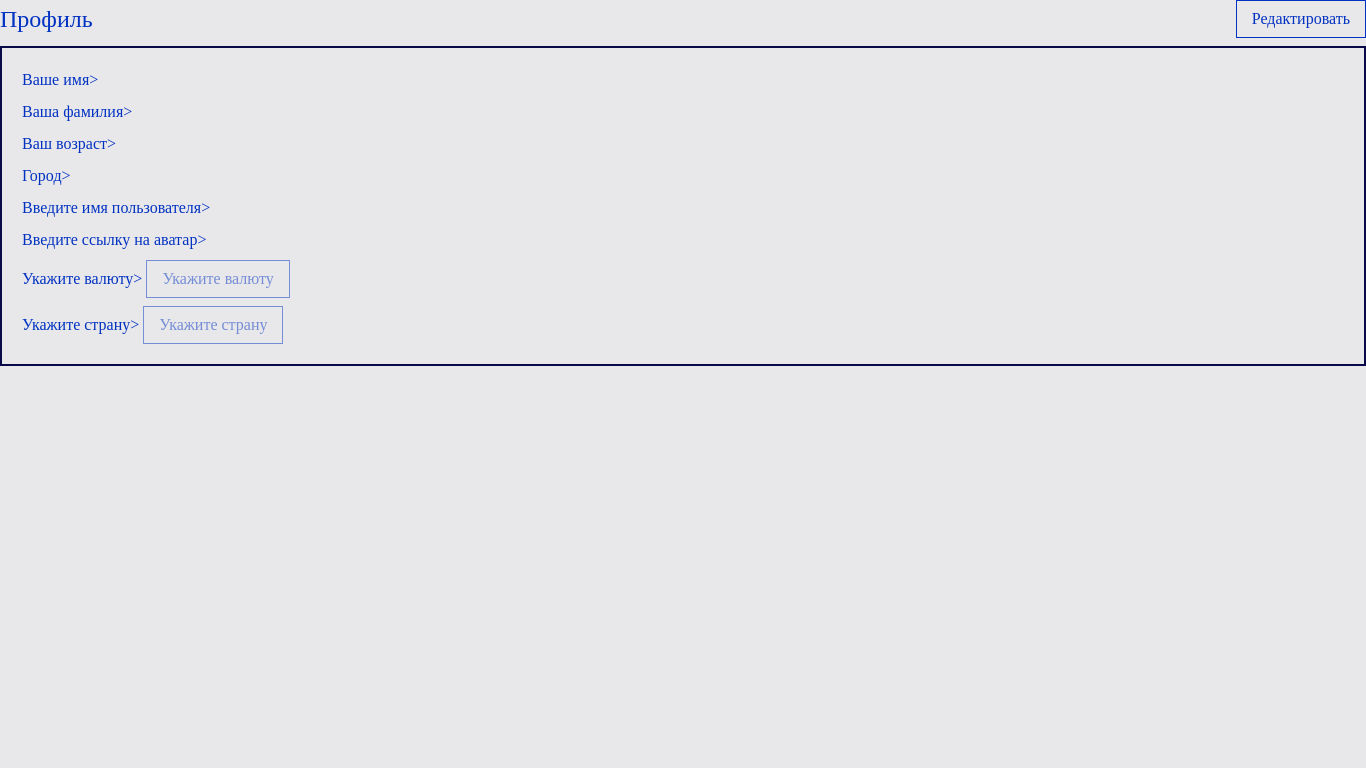 Профиль
Редактировать
Ваше имя>
Ваша фамилия>
Ваш возраст>
Город>
Введите имя пользователя>
Введите ссылку на аватар>
Укажите валюту> Укажите валюту
Укажите страну> Укажите страну